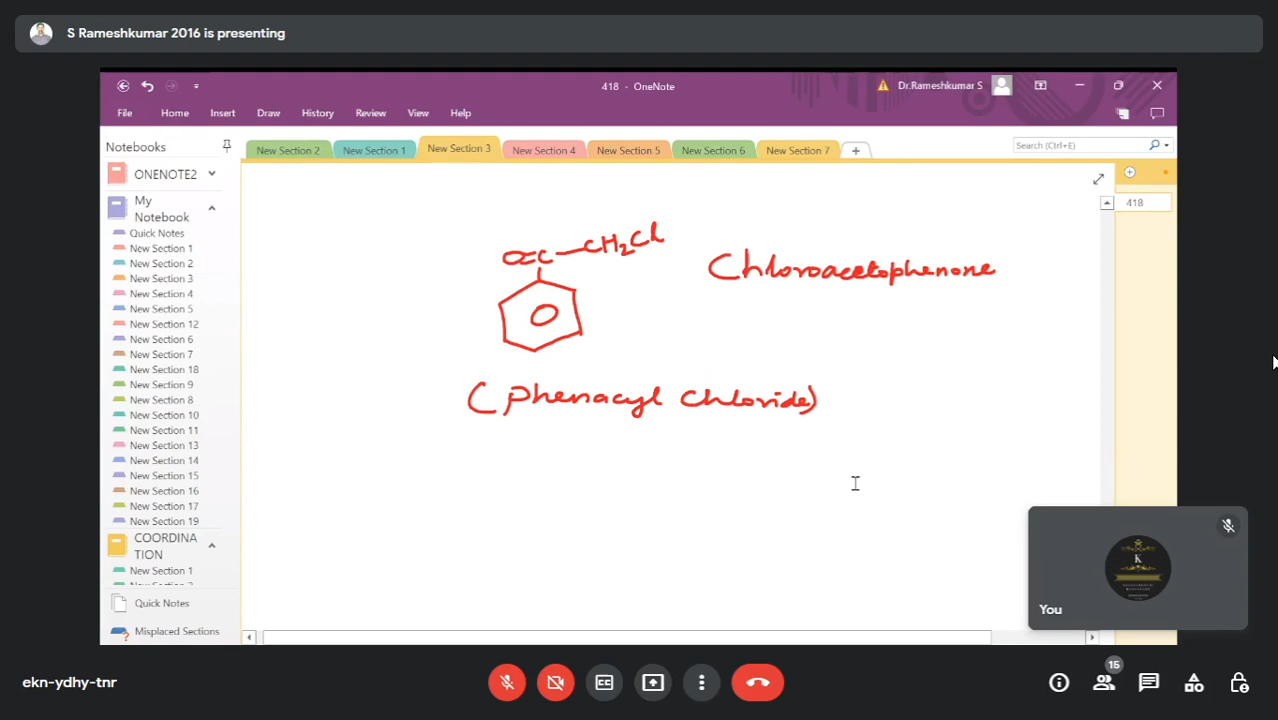 S Rameshkumar 2016 is presenting
418 - OneNote
Dr.Rameshkumar S
File Home Insert Draw History Review View Help
Notebooks
New Section 2 New Section 1 New Section 3 New Section 4 New Section 5 New Section 6 New Section 7 +
Search (Ctrl+E)
ONENOTE2
My
Notebook
Quick Notes
New Section 1
New Section 2
New Section 3
New Section 4
New Section 5
New Section 12
New Section 6
New Section 7
New Section 18
New Section 9
New Section 8
New Section 10
New Section 11
New Section 13
New Section 14
New Section 15
New Section 16
New Section 17
New Section 19
COORDINA
TION
New Section 1
Quick Notes
Misplaced Sections
418
O=C-CH2Cl
Chloroacetophenone
(Phenacyl Chloride)
K
You
ekn-ydhy-tnr
15